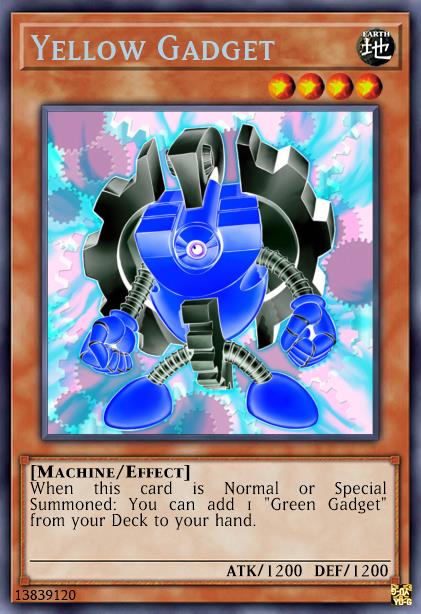 Yellow Gadget
EARTH
地
[Machine/Effect]
When this card is Normal or Special
Summoned: You can add 1 "Green Gadget"
from your Deck to your hand.
ATK/1200 DEF/1200
13839120